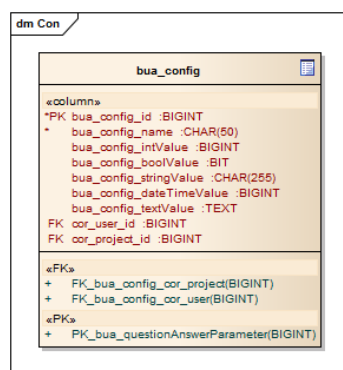 dm Con
bua_config
«column»
*PK bua_config_id :BIGINT
* bua_config_name :CHAR(50)
bua_config_intValue :BIGINT
bua_config_boolValue :BIT
bua_config_stringValue :CHAR(255)
bua_config_dateTimeValue :BIGINT
bua_config_textValue :TEXT
FK cor_user_id :BIGINT
FK cor_project_id :BIGINT
«FK»
+ FK_bua_config_cor_project(BIGINT)
+ FK_bua_config_cor_user(BIGINT)
«PK»
+ PK_bua_questionAnswerParameter(BIGINT)